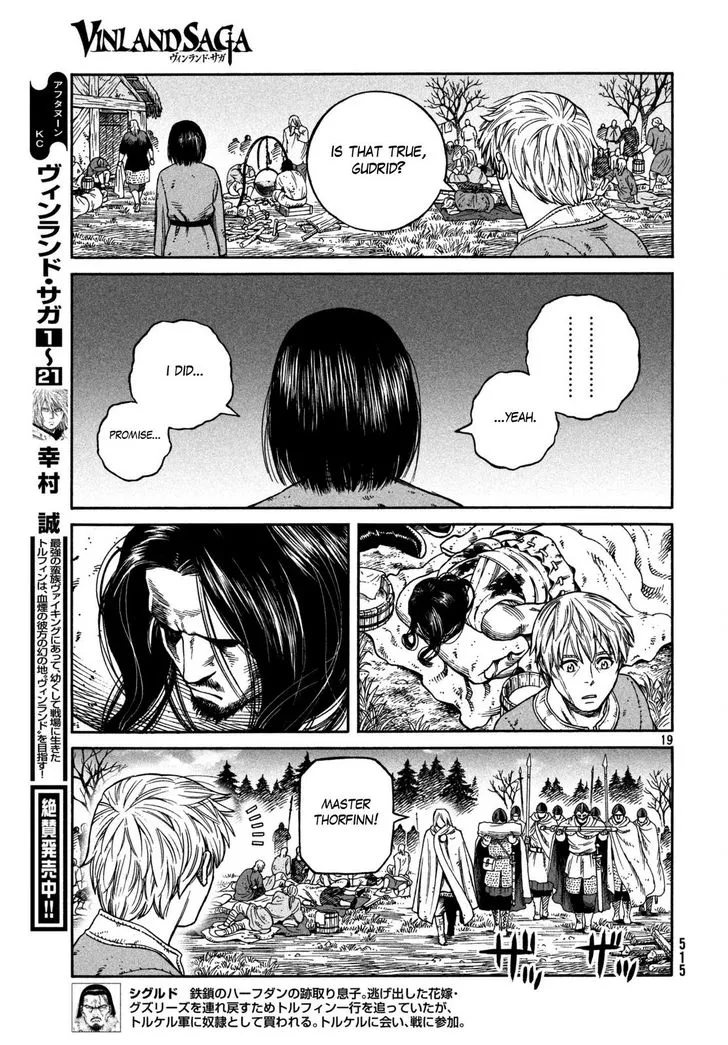 VINLAND SAGA
ヴィンランド・サガ
アフタヌーン
KC
ヴィンランド・サガ
1
〜
21
幸村 誠
最強の蛮族ヴァイキングにあって、幼くして戦場に生きた
トルフィンは、血煙の彼方の幻の地〝ヴィンランド〟を目指す!
絶賛発売中!!
IS THAT TRUE,
GUDRID?
………
...YEAH.
I DID...
PROMISE...
19
MASTER
THORFINN!
ザッ
ザッ
515
シグルド 鉄鎖のハーフダンの跡取り息子。逃げ出した花嫁・
グズリーズを連れ戻すためトルフィン一行を追っていたが、
トルケル軍に奴隷として買われる。トルケルに会い、戦に参加。